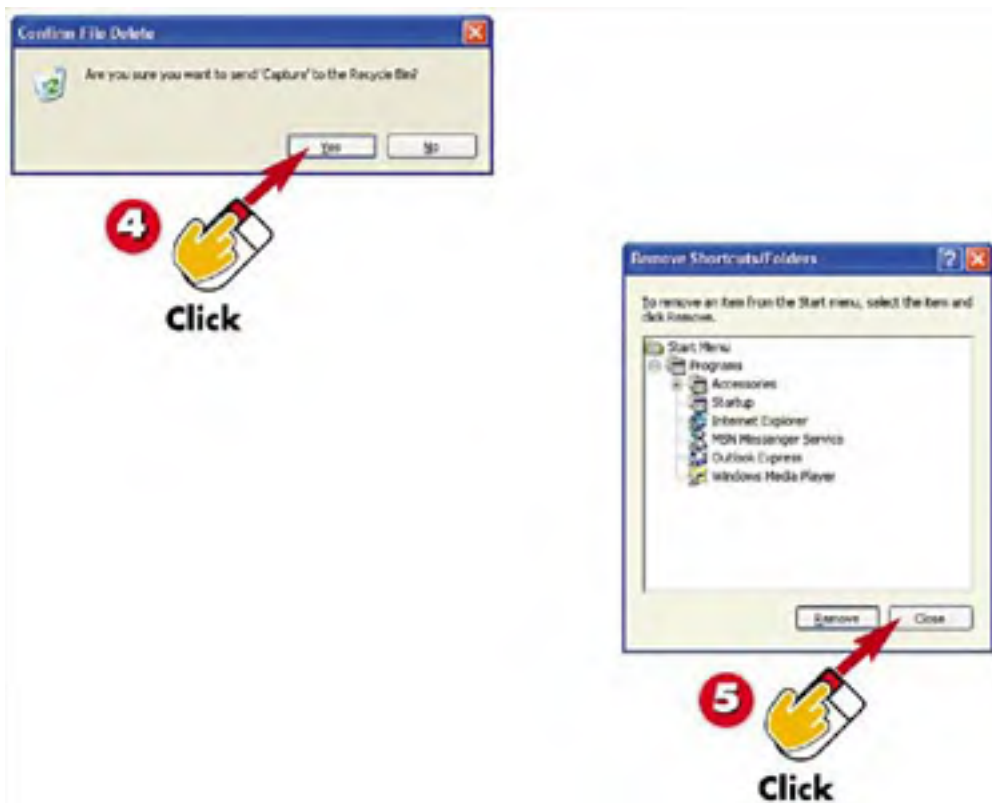 Confirm File Delete
Are you sure you want to send 'Capture' to the Recycle Bin?
Yes
No
4
Click
Remove Shortcuts/Folders
To remove an item from the Start menu, select the item and
click Remove.
Start Menu
Programs
Accessories
Startup
Internet Explorer
MSN Messenger Service
Outlook Express
Windows Media Player
Remove
Close
5
Click